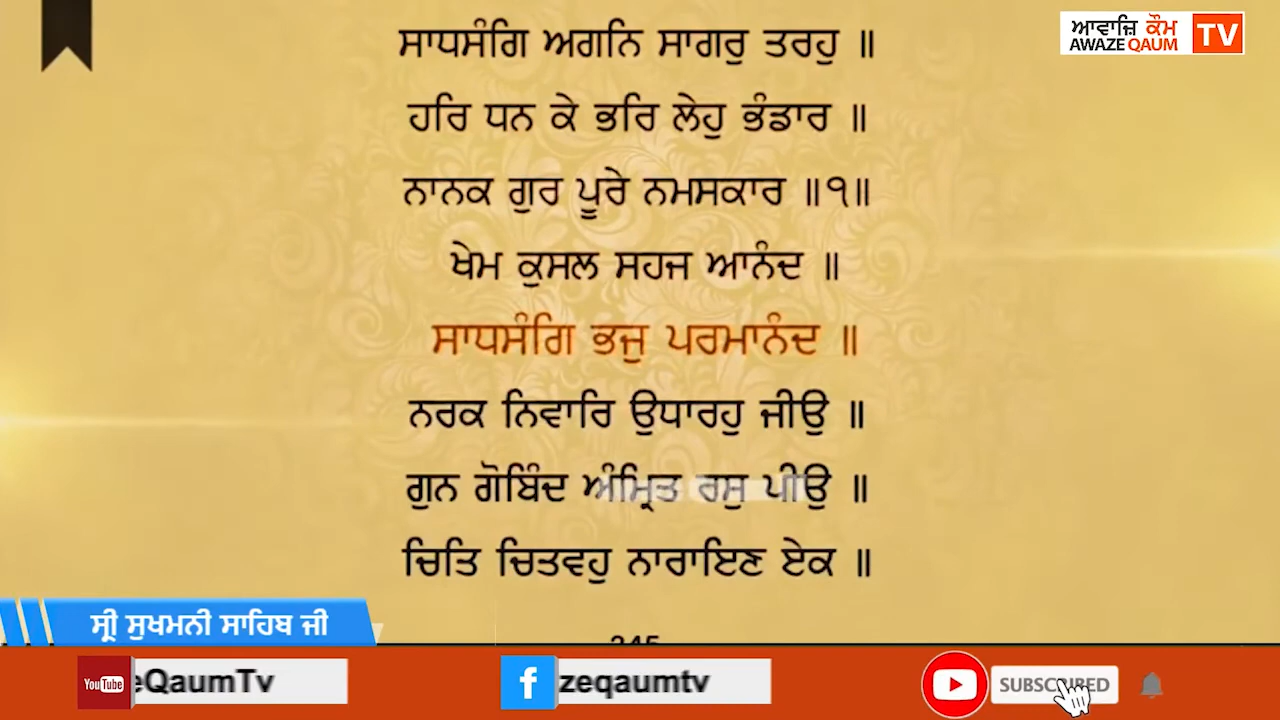 ਸਾਧਸੰਗਿ ਅਗਨਿ ਸਾਗਰੁ ਤਰਹੁ ॥
ਆਵਾਜ਼ਿ ਕੌਮ
AWAZE QAUM
TV
ਹਰਿ ਧਨ ਕੇ ਭਰਿ ਲੇਹੁ ਭੰਡਾਰ ॥
ਨਾਨਕ ਗੁਰ ਪੂਰੇ ਨਮਸਕਾਰ ॥੧॥
ਖੇਮ ਕੁਸਲ ਸਹਜ ਆਨੰਦ ॥
ਸਾਧਸੰਗਿ ਭਜੁ ਪਰਮਾਨੰਦ ॥
ਨਰਕ ਨਿਵਾਰਿ ਉਧਾਰਹੁ ਜੀਉ ॥
ਗੁਨ ਗੋਬਿੰਦ ਅੰਮ੍ਰਿਤ ਰਸੁ ਪੀਉ ॥
ਚਿਤਿ ਚਿਤਵਹੁ ਨਾਰਾਇਣ ਏਕ ॥
ਸ੍ਰੀ ਸੁਖਮਨੀ ਸਾਹਿਬ ਜੀ
YouTube
eQaumTv
zeqaumtv
SUBSCRIBED